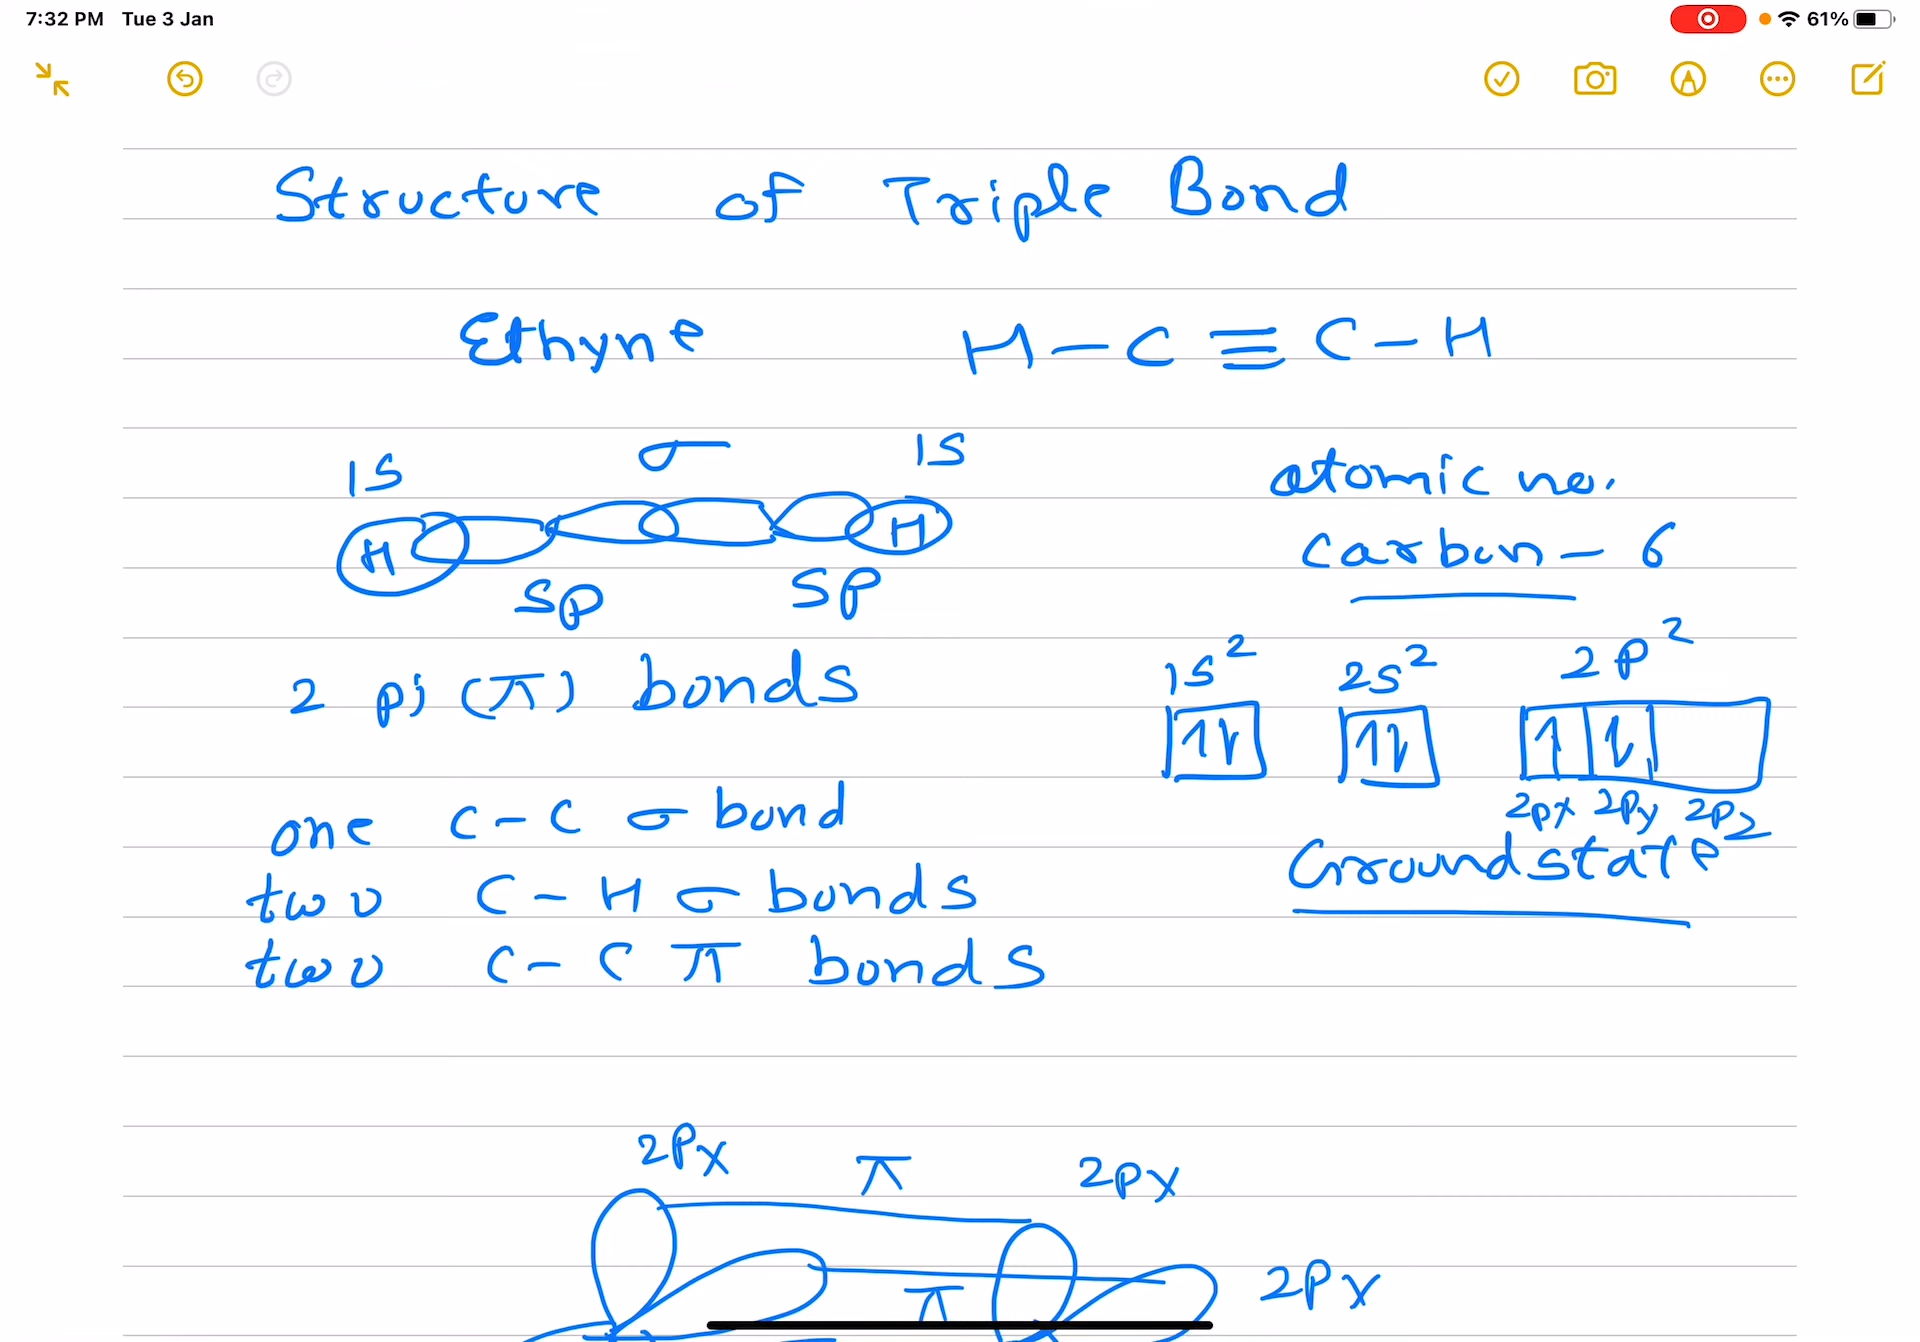 7:32 PM Tue 3 Jan 61%
Structure of Triple Bond
Ethyne H-C≡C-H
1S σ 1S
H H
SP SP
2 pi (π) bonds
one C-C σ bond
two C-H σ bonds
two C-C π bonds
atomic no.
carbon - 6
1S² 2S² 2P²
↑↓ ↑↓ ↑ ↓
2px 2py 2pz
Ground state
2Px π 2px
π 2Px